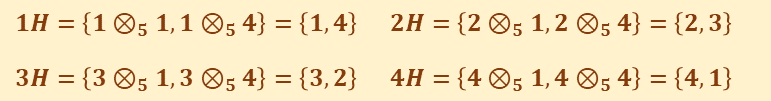 1H = {1 ⊗₅ 1, 1 ⊗₅ 4} = {1, 4} 2H = {2 ⊗₅ 1, 2 ⊗₅ 4} = {2, 3}
3H = {3 ⊗₅ 1, 3 ⊗₅ 4} = {3, 2} 4H = {4 ⊗₅ 1, 4 ⊗₅ 4} = {4, 1}